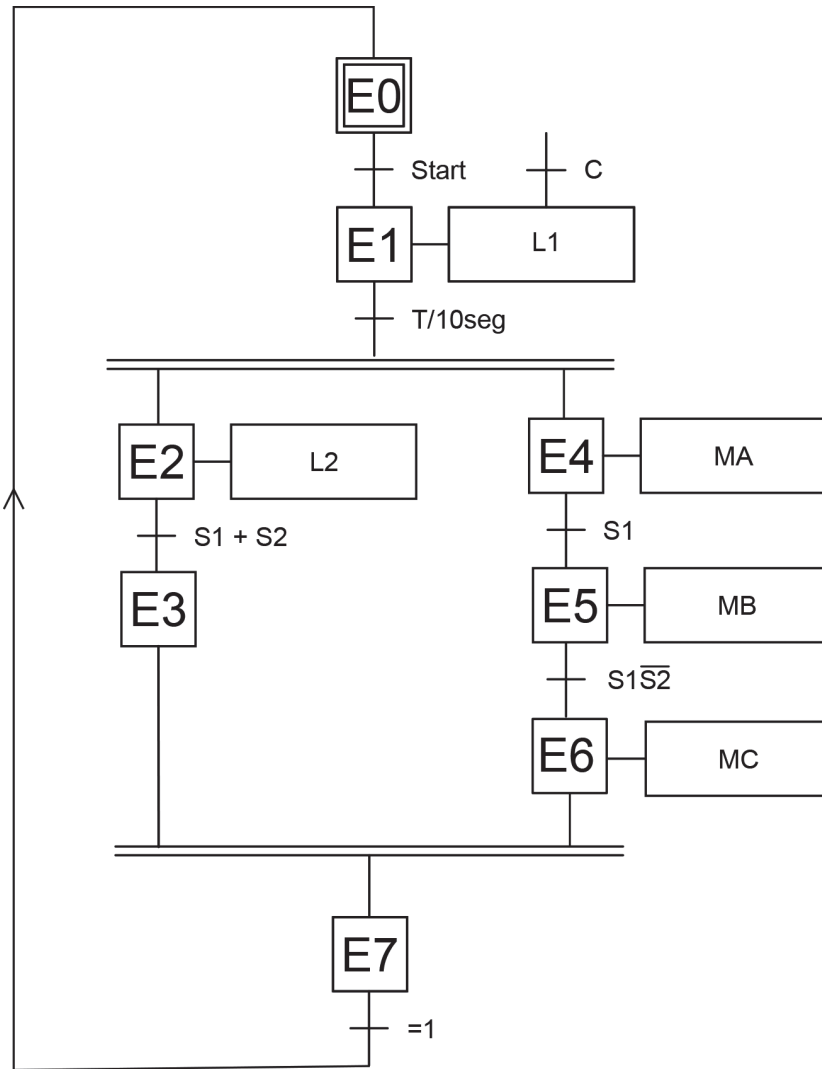 E0
Start
C
E1
L1
T/10seg
E2
L2
E4
MA
S1 + S2
S1
E3
E5
MB
S1S̅2̅
E6
MC
E7
=1